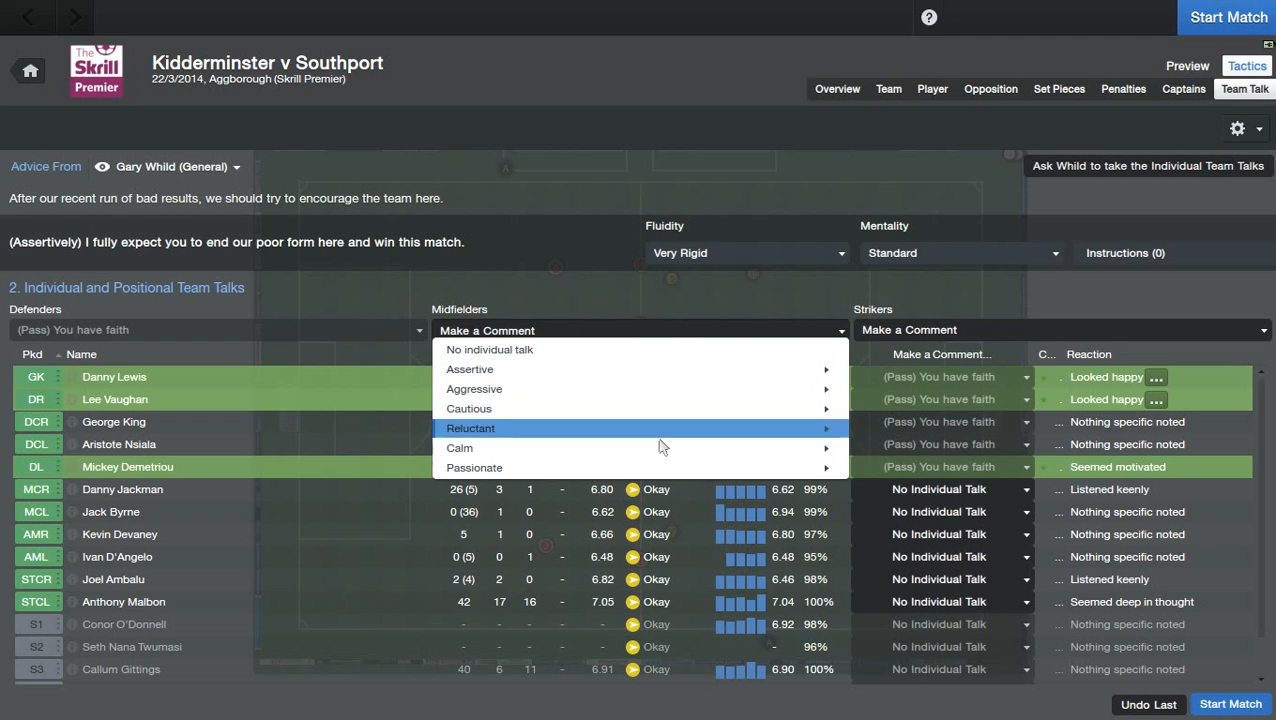 ? Start Match
The Skrill Premier
Kidderminster v Southport
22/3/2014, Aggborough (Skrill Premier)
Preview Tactics
Overview Team Player Opposition Set Pieces Penalties Captains Team Talk
Advice From Gary Whild (General) Ask Whild to take the Individual Team Talks
After our recent run of bad results, we should try to encourage the team here.
Fluidity Mentality
(Assertively) I fully expect you to end our poor form here and win this match.
Very Rigid Standard Instructions (0)
2. Individual and Positional Team Talks
Defenders Midfielders Strikers
(Pass) You have faith Make a Comment Make a Comment
No individual talk
Assertive
Aggressive
Cautious
Reluctant
Calm
Passionate
Pkd Name Make a Comment... C... Reaction
GK Danny Lewis (Pass) You have faith . Looked happy ...
DR Lee Vaughan (Pass) You have faith . Looked happy ...
DCR George King (Pass) You have faith ... Nothing specific noted
DCL Aristote Nsiala (Pass) You have faith ... Nothing specific noted
DL Mickey Demetriou (Pass) You have faith . Seemed motivated
MCR Danny Jackman 26 (5) 3 1 - 6.80 Okay 6.62 99% No Individual Talk ... Listened keenly
MCL Jack Byrne 0 (36) 1 0 - 6.62 Okay 6.94 99% No Individual Talk ... Nothing specific noted
AMR Kevin Devaney 5 1 0 - 6.66 Okay 6.80 97% No Individual Talk ... Nothing specific noted
AML Ivan D'Angelo 0 (5) 0 1 - 6.48 Okay 6.48 95% No Individual Talk ... Nothing specific noted
STCR Joel Ambalu 2 (4) 2 0 - 6.82 Okay 6.46 98% No Individual Talk ... Listened keenly
STCL Anthony Malbon 42 17 16 - 7.05 Okay 7.04 100% No Individual Talk ... Seemed deep in thought
S1 Conor O'Donnell - - - - - Okay 6.92 98% No Individual Talk ... Nothing specific noted
S2 Seth Nana Twumasi - - - - - Okay - 96% No Individual Talk ... Nothing specific noted
S3 Callum Gittings 40 6 11 - 6.91 Okay 6.90 100% No Individual Talk ... Nothing specific noted
Undo Last Start Match